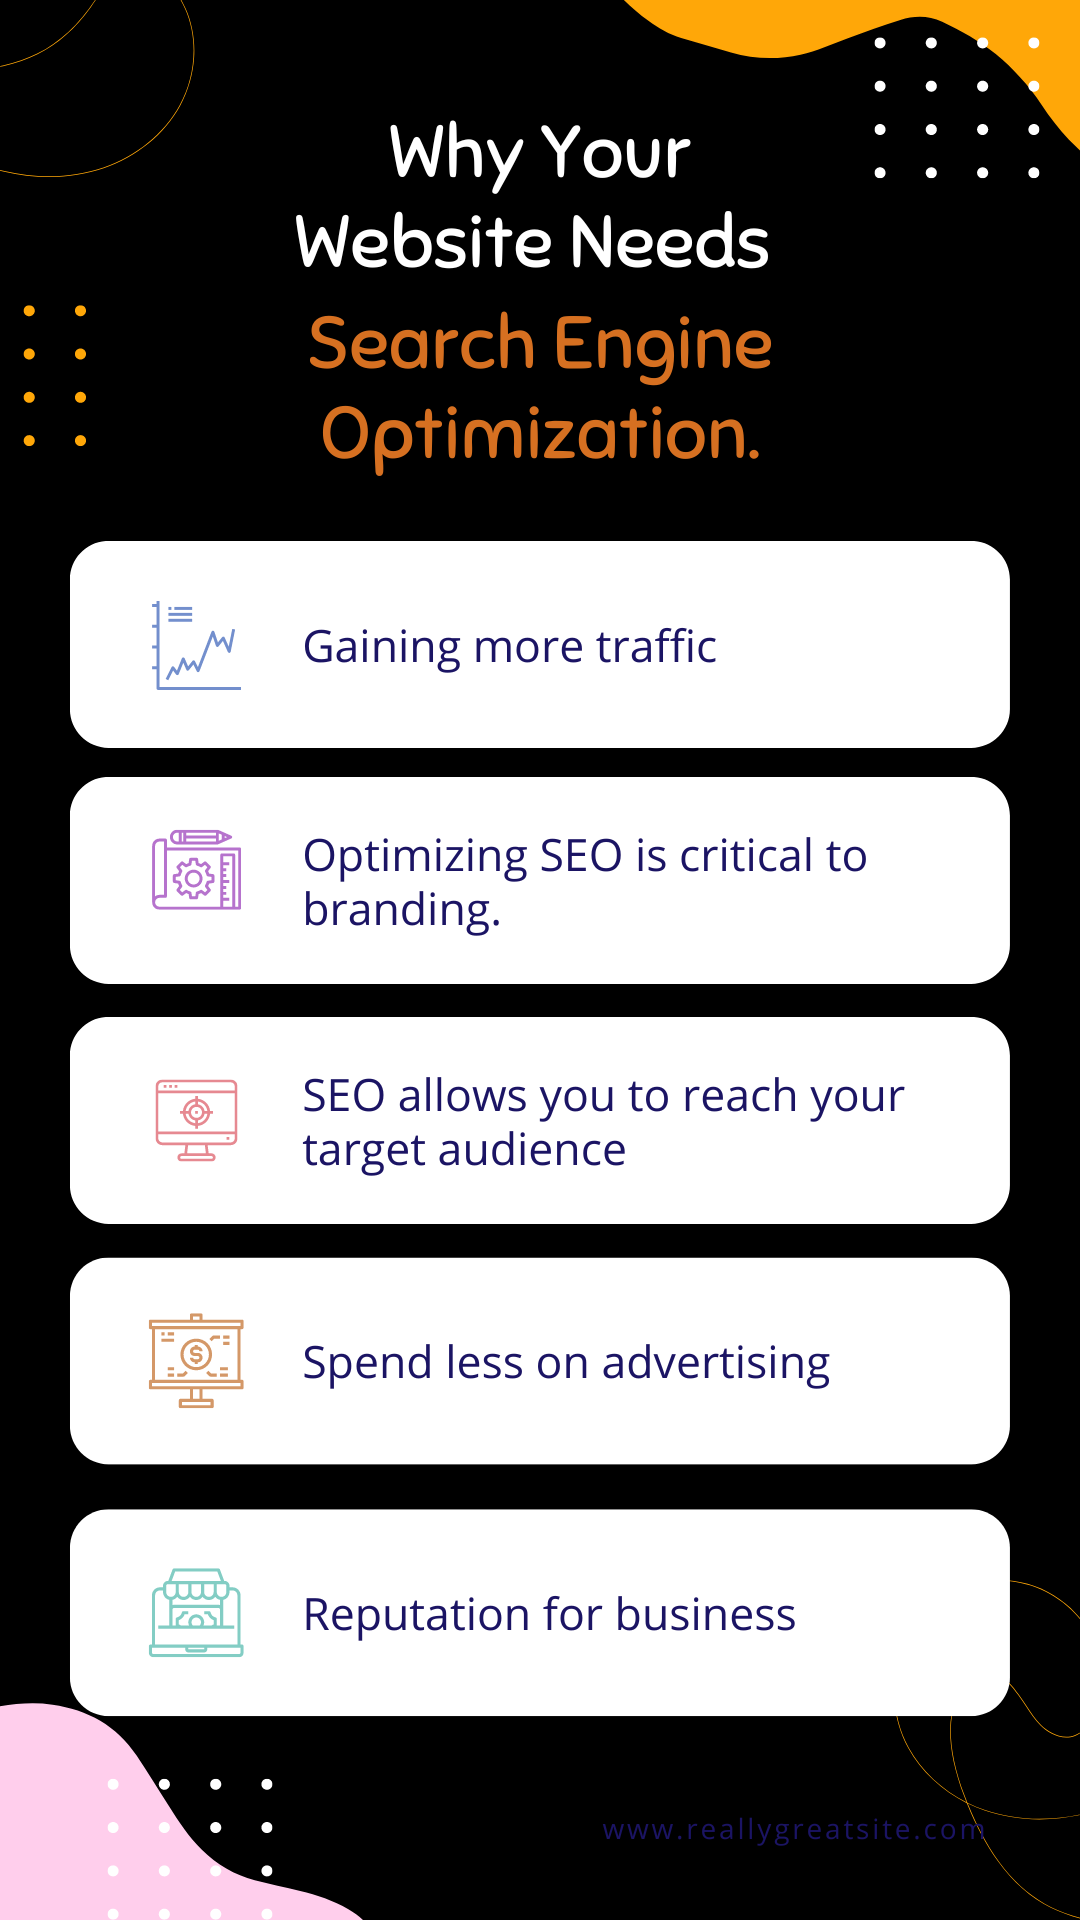 Why Your
Website Needs
Search Engine
Optimization.
Gaining more traffic
Optimizing SEO is critical to
branding.
SEO allows you to reach your
target audience
Spend less on advertising
Reputation for business
www.reallygreatsite.com